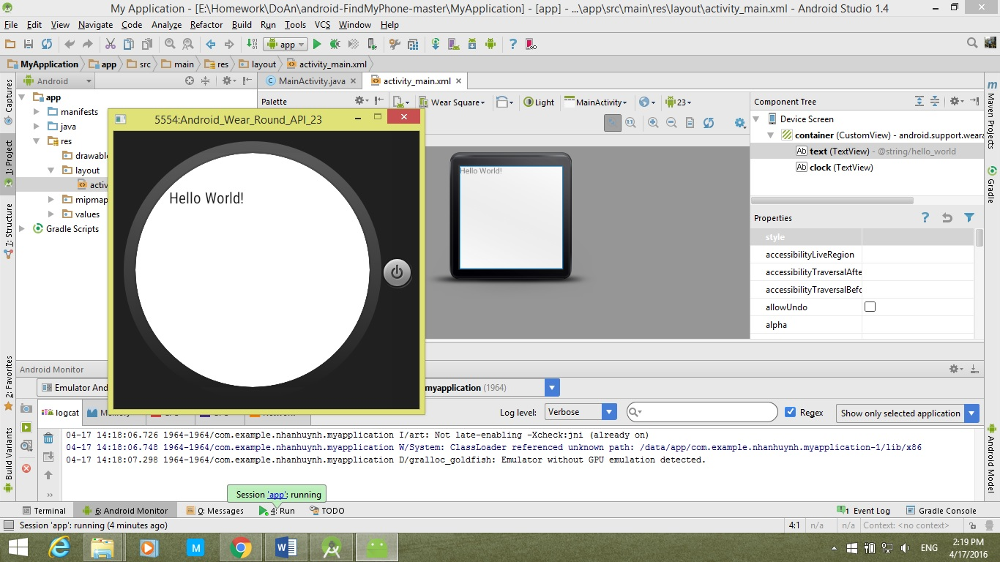 My Application - [E:\Homework\DoAn\android-FindMyPhone-master\MyApplication] - [app] - ...\app\src\main\res\layout\activity_main.xml - Android Studio 1.4
File Edit View Navigate Code Analyze Refactor Build Run Tools VCS Window Help
app
MyApplication app src main res layout activity_main.xml
Captures
1: Project
7: Structure
2: Favorites
Build Variants
Android
MainActivity.java activity_main.xml
app
manifests
java
res
drawabl
layout
activ
mipmap
values
Gradle Scripts
5554:Android_Wear_Round_API_23
Hello World!
Palette
Wear Square Light MainActivity 23
1:1
Hello World!
Component Tree
Device Screen
container (CustomView) - android.support.weara
Ab text (TextView) - @string/hello_world
Ab clock (TextView)
Properties
style
accessibilityLiveRegion
accessibilityTraversalAfte
accessibilityTraversalBefo
allowUndo
alpha
m
Maven Projects
Gradle
Android Model
Android Monitor
Emulator And
myapplication (1964)
logcat
Log level: Verbose Regex Show only selected application
04-17 14:18:06.726 1964-1964/com.example.nhanhuynh.myapplication I/art: Not late-enabling -Xcheck:jni (already on)
04-17 14:18:06.748 1964-1964/com.example.nhanhuynh.myapplication W/System: ClassLoader referenced unknown path: /data/app/com.example.nhanhuynh.myapplication-1/lib/x86
04-17 14:18:07.298 1964-1964/com.example.nhanhuynh.myapplication D/gralloc_goldfish: Emulator without GPU emulation detected.
Session 'app': running
Terminal 6: Android Monitor 0: Messages 4: Run TODO 1 Event Log Gradle Console
Session 'app': running (4 minutes ago) 4:1 n/a n/a Context: <no context>
M ENG 2:19 PM
4/17/2016